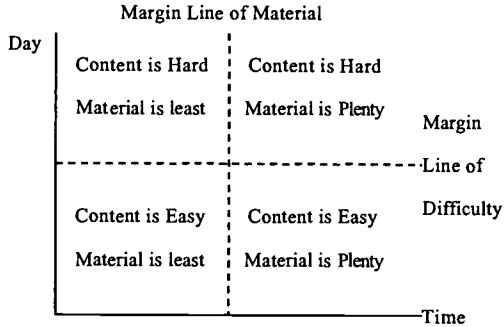 Margin Line of Material
Day
Content is Hard
Material is least
Content is Hard
Material is Plenty
Margin
Line of
Difficulty
Content is Easy
Material is least
Content is Easy
Material is Plenty
Time